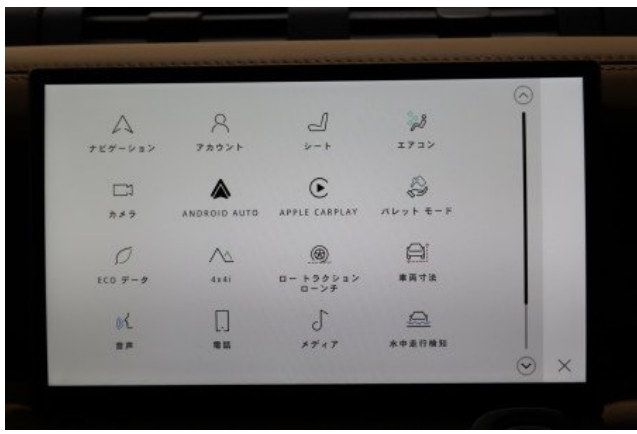 ナビゲーション
アカウント
シート
エアコン
カメラ
ANDROID AUTO
APPLE CARPLAY
バレット モード
ECO データ
4x4i
ロー トラクション
ローンチ
車両寸法
音声
電話
メディア
水中走行検知